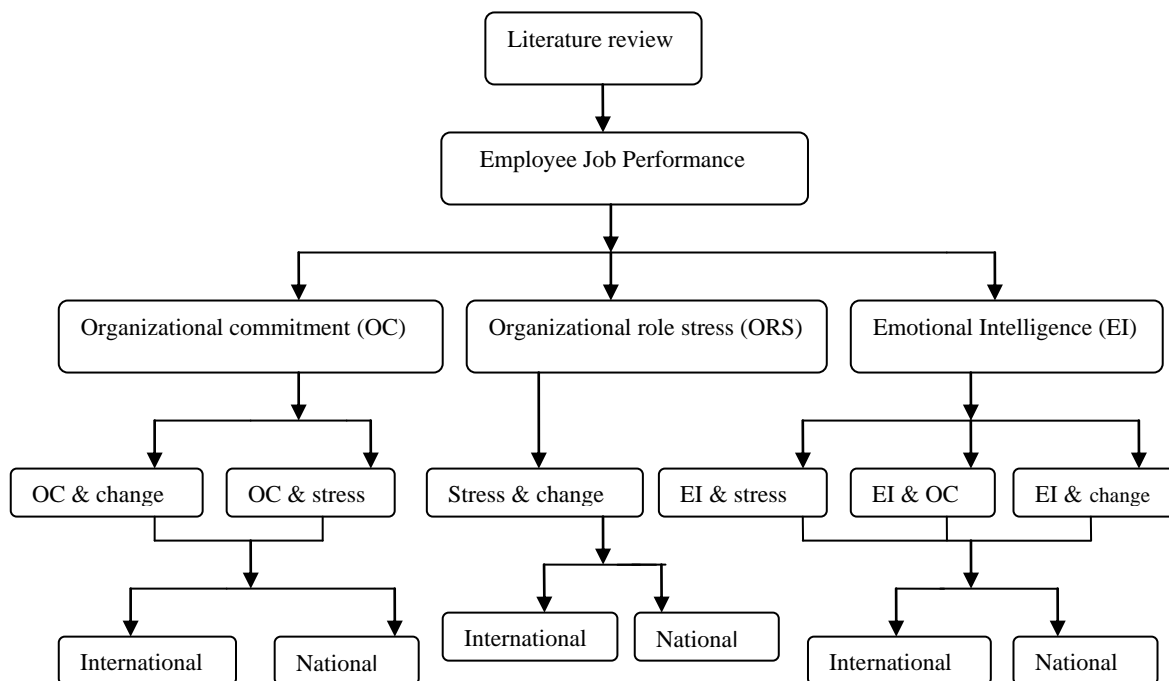 Literature review
Employee Job Performance
Organizational commitment (OC)
Organizational role stress (ORS)
Emotional Intelligence (EI)
OC & change
OC & stress
Stress & change
EI & stress
EI & OC
EI & change
International
National
International
National
International
National